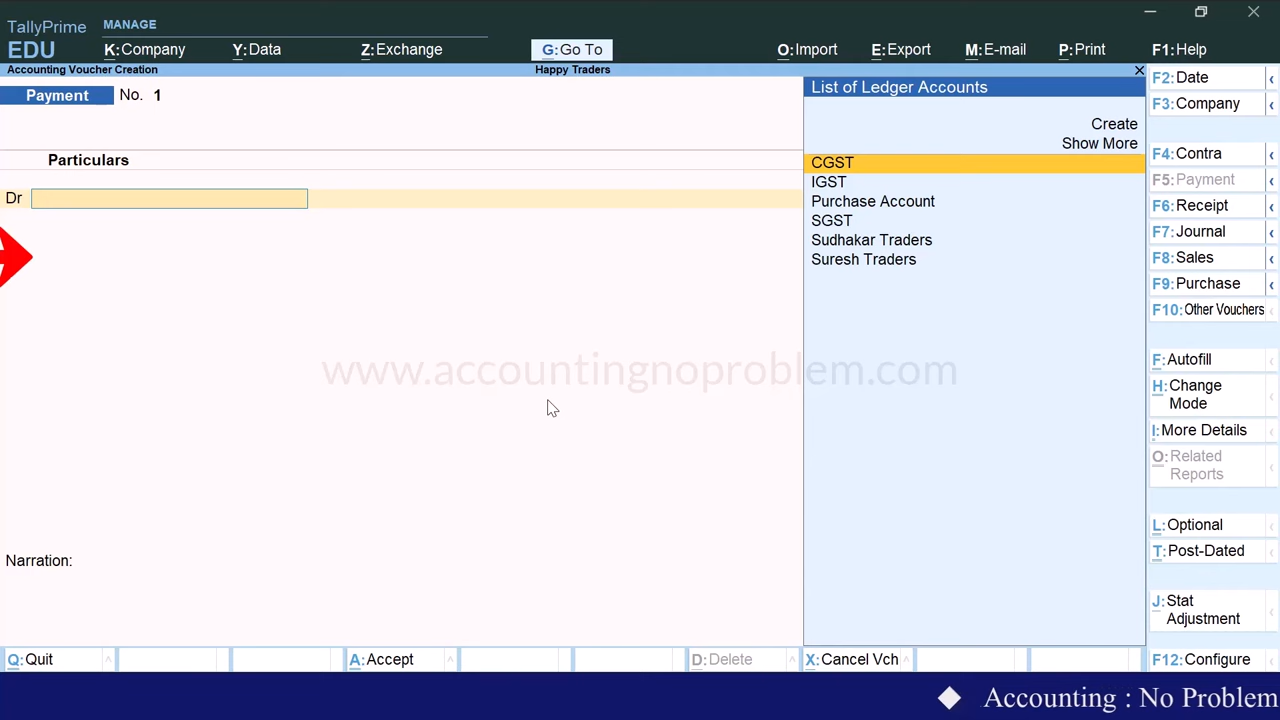 TallyPrime
MANAGE
EDU
K:Company
Y:Data
Z:Exchange
G:Go To
O:Import
E:Export
M:E-mail
P:Print
F1:Help
Accounting Voucher Creation
Happy Traders
Payment No. 1
Particulars
Dr
List of Ledger Accounts
Create
Show More
CGST
IGST
Purchase Account
SGST
Sudhakar Traders
Suresh Traders
F2:Date
F3:Company
F4:Contra
F5:Payment
F6:Receipt
F7:Journal
F8:Sales
F9:Purchase
F10:Other Vouchers
F:Autofill
H:Change
Mode
I:More Details
O:Related
Reports
L:Optional
T:Post-Dated
J:Stat
Adjustment
www.accountingnoproblem.com
Narration:
Q:Quit
A:Accept
D:Delete
X:Cancel Vch
F12:Configure
Accounting : No Problem